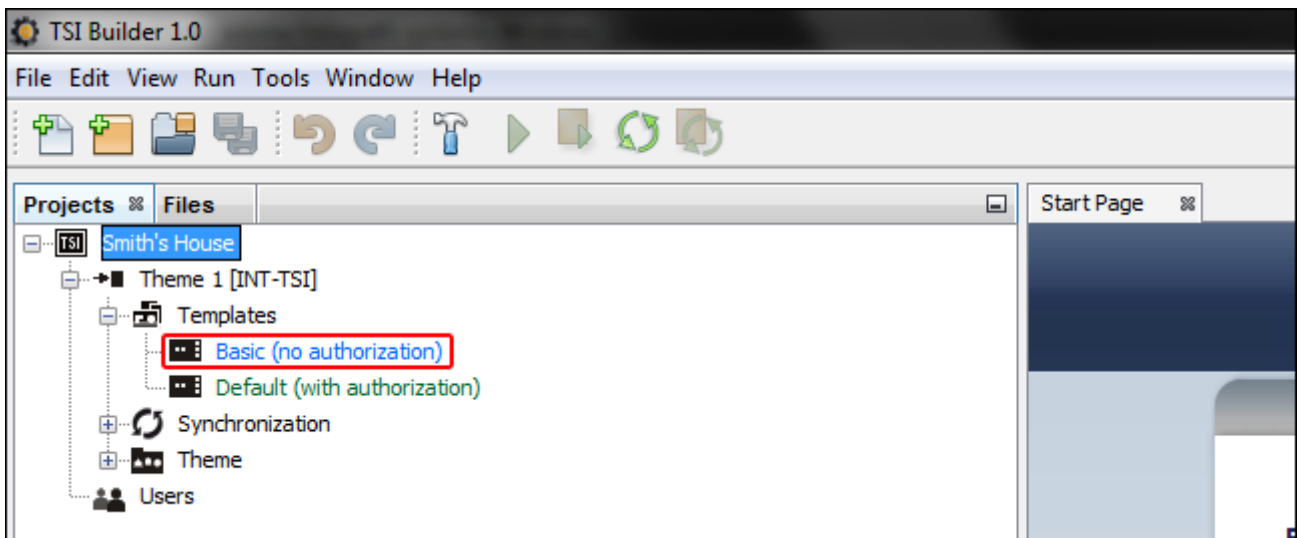 TSI Builder 1.0
File Edit View Run Tools Window Help
Projects Files
Start Page
TSI Smith's House
Theme 1 [INT-TSI]
Templates
Basic (no authorization)
Default (with authorization)
Synchronization
Theme
Users